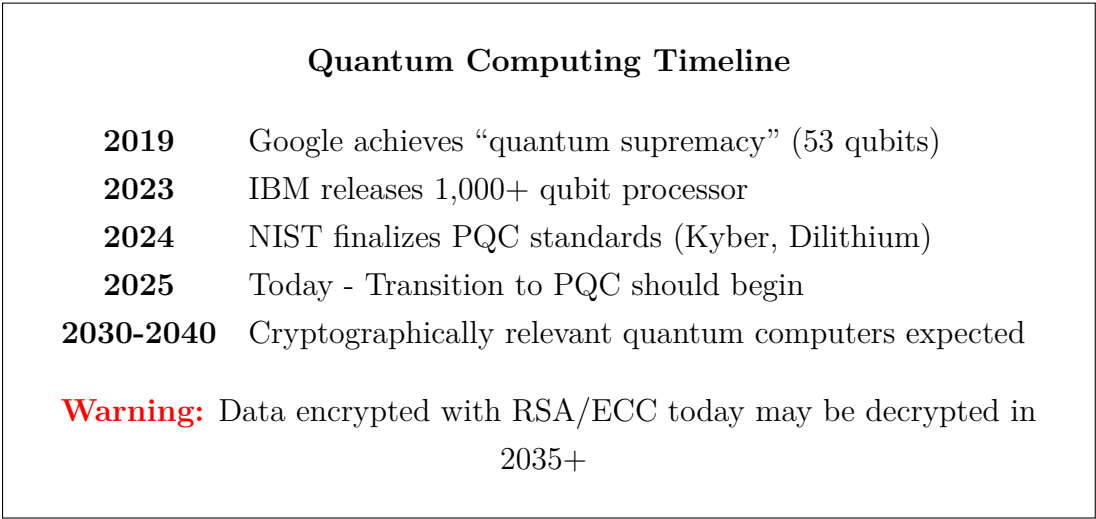 Quantum Computing Timeline
2019 Google achieves “quantum supremacy” (53 qubits)
2023 IBM releases 1,000+ qubit processor
2024 NIST finalizes PQC standards (Kyber, Dilithium)
2025 Today - Transition to PQC should begin
2030-2040 Cryptographically relevant quantum computers expected
Warning: Data encrypted with RSA/ECC today may be decrypted in
2035+